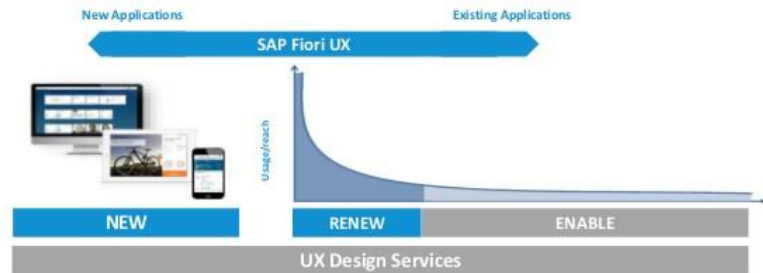 New Applications
Existing Applications
SAP Fiori UX
Usage/reach
NEW
RENEW
ENABLE
UX Design Services